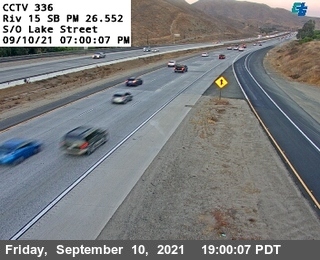 CCTV 336
Riv 15 SB PM 26.552
S/O Lake Street
09/10/21 07:00:07 PM
Friday, September 10, 2021 19:00:07 PDT